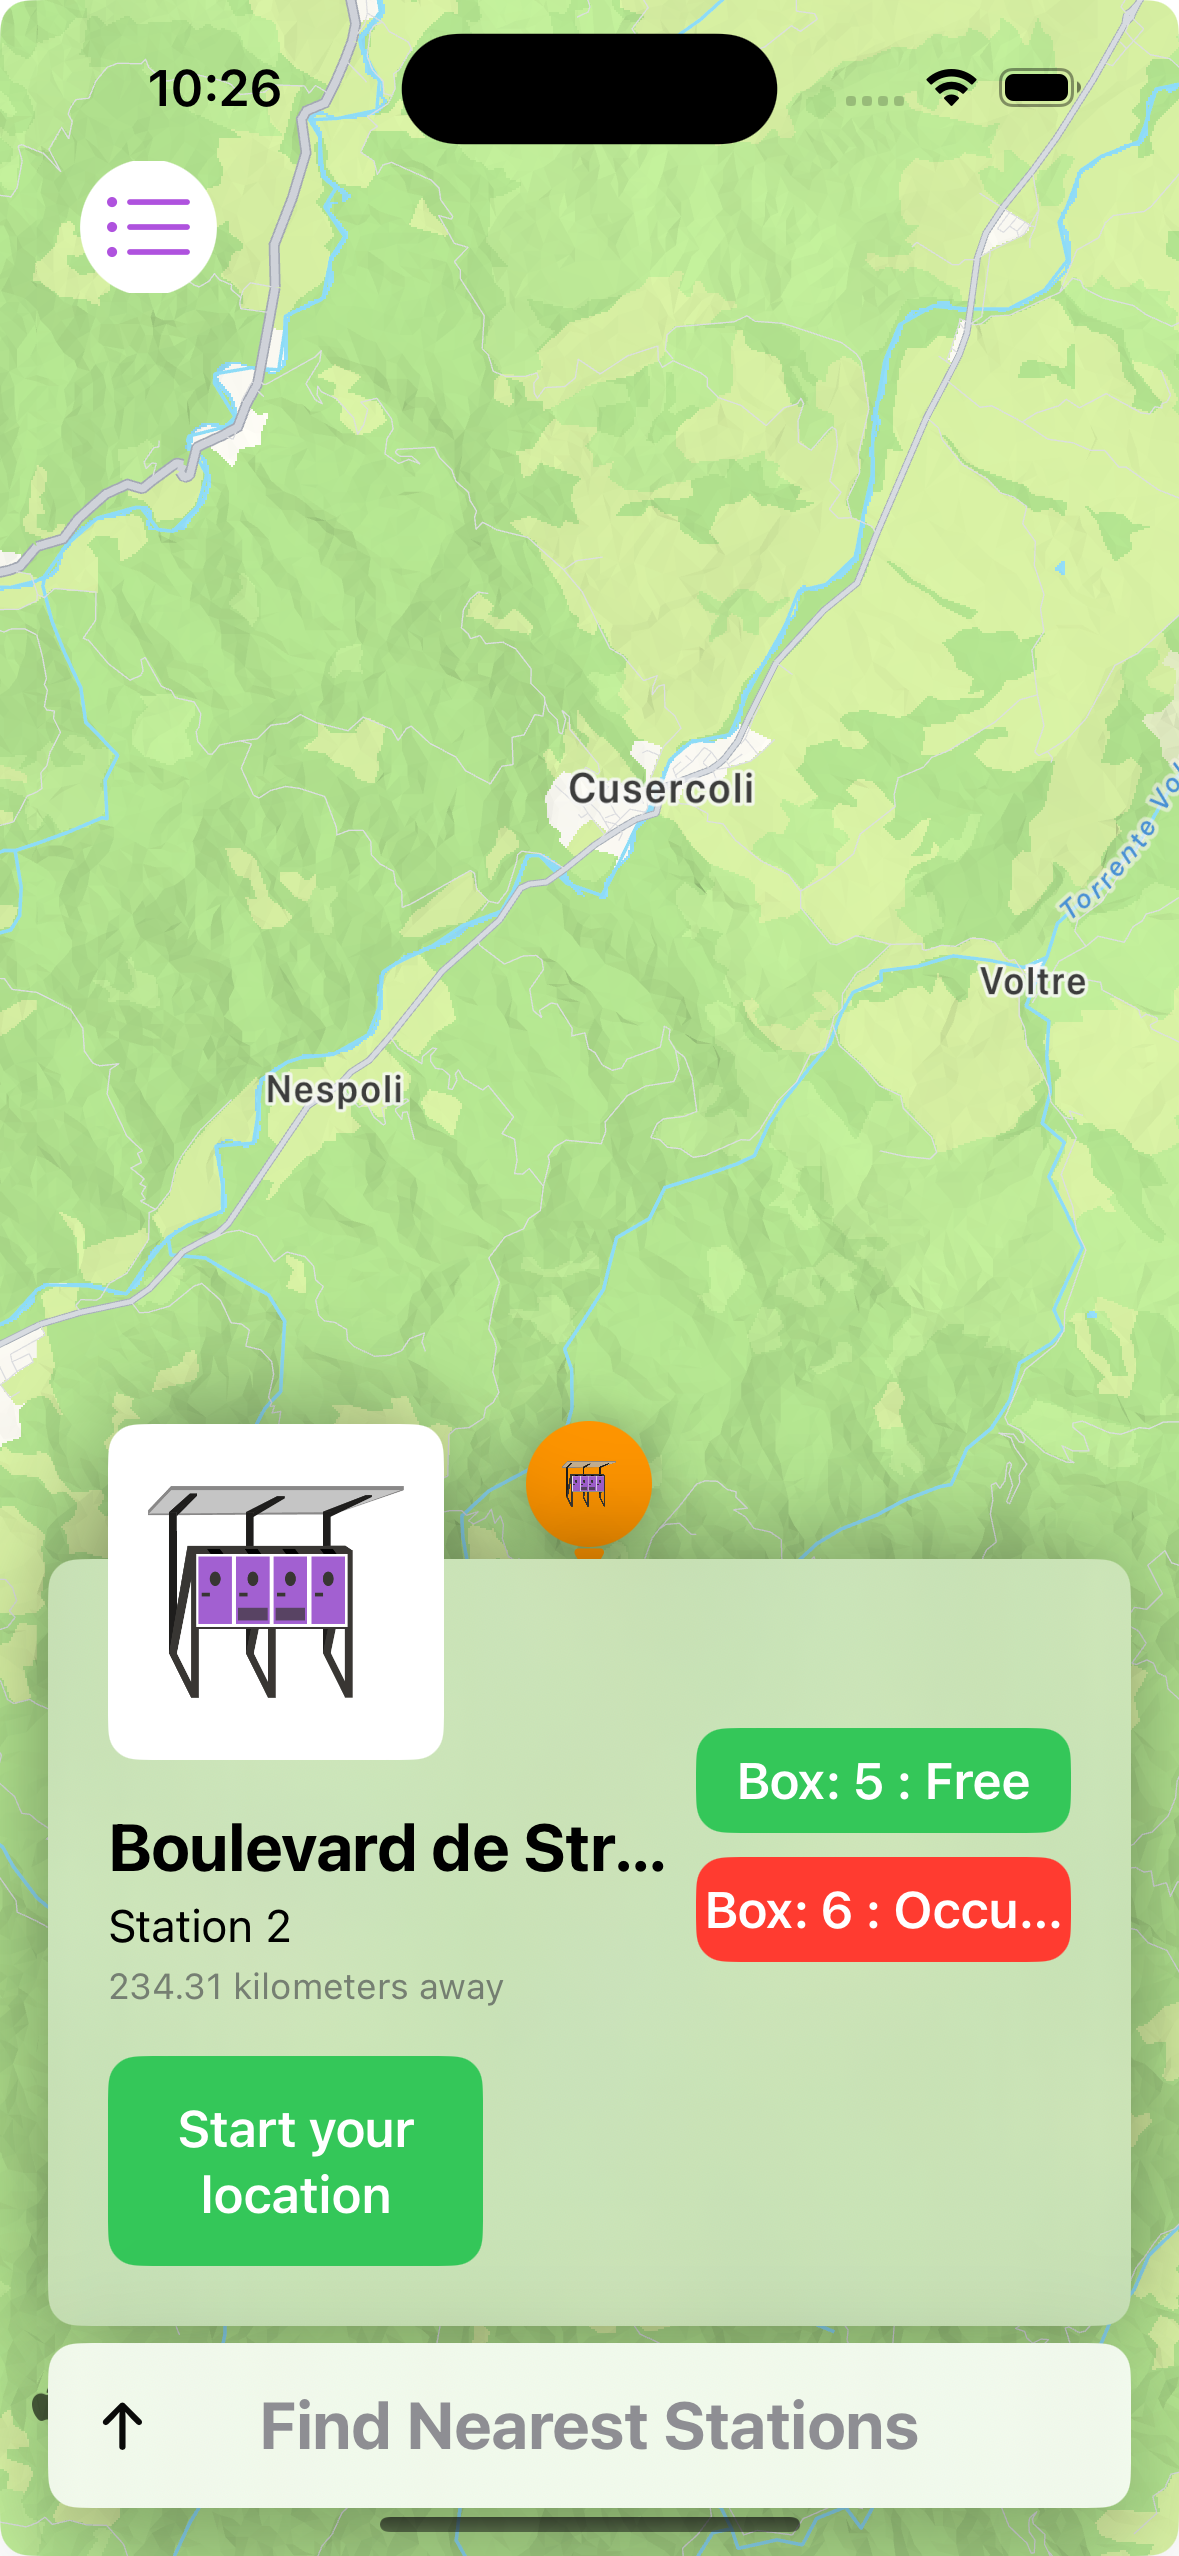 10:26
Cusercoli
Torrente Vol
Voltre
Nespoli
Box: 5 : Free
Boulevard de Str...
Box: 6 : Occu...
Station 2
234.31 kilometers away
Start your
location
Find Nearest Stations